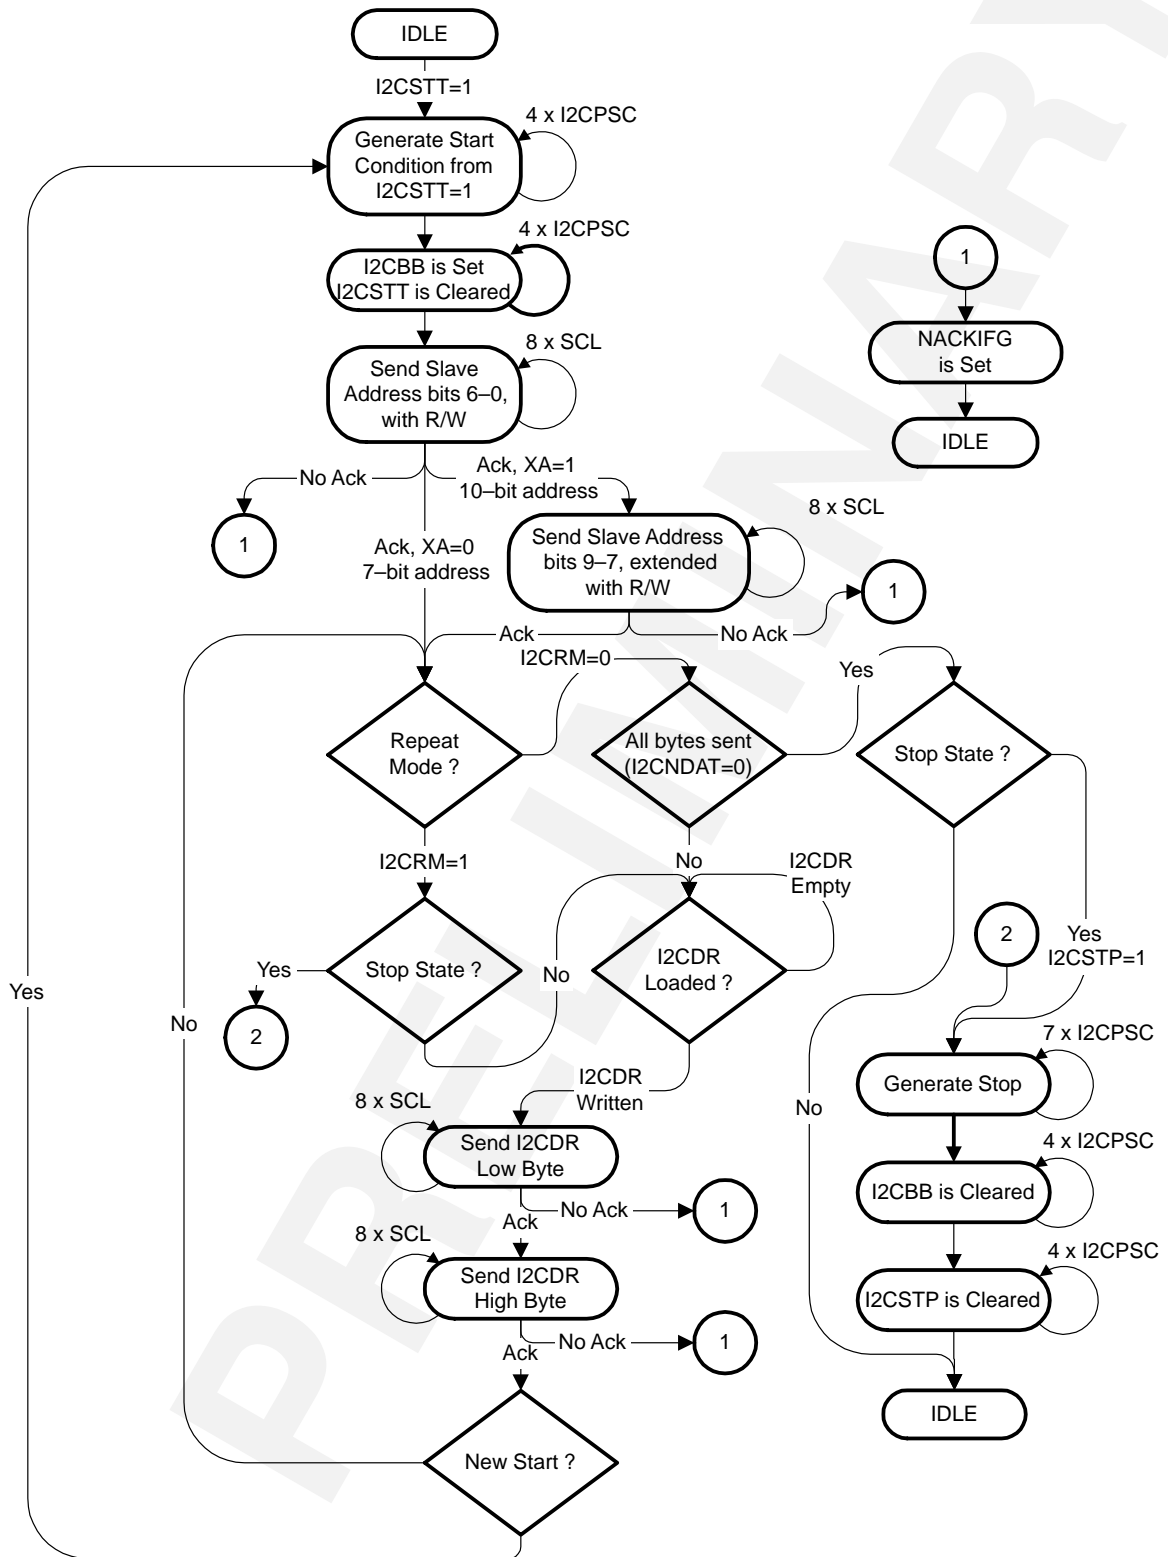 IDLE
I2CSTT=1
4 x I2CPSC
Generate Start
Condition from
I2CSTT=1
4 x I2CPSC
I2CBB is Set
I2CSTT is Cleared
1
8 x SCL
Send Slave
Address bits 6–0,
with R/W
NACKIFG
is Set
IDLE
No Ack
Ack, XA=1
10–bit address
8 x SCL
1
Ack, XA=0
7–bit address
Send Slave Address
bits 9–7, extended
with R/W
1
Ack
No Ack
I2CRM=0
Yes
Repeat
Mode ?
All bytes sent
(I2CNDAT=0)
Stop State ?
I2CRM=1
No
I2CDR
Empty
2
Yes
I2CSTP=1
Yes
Stop State ?
No
I2CDR
Loaded ?
Yes
No
2
7 x I2CPSC
Generate Stop
I2CDR
Written
No
8 x SCL
Send I2CDR
Low Byte
4 x I2CPSC
I2CBB is Cleared
No Ack
1
Ack
8 x SCL
Send I2CDR
High Byte
4 x I2CPSC
I2CSTP is Cleared
No Ack
1
Ack
IDLE
New Start ?
PRELIMINARY